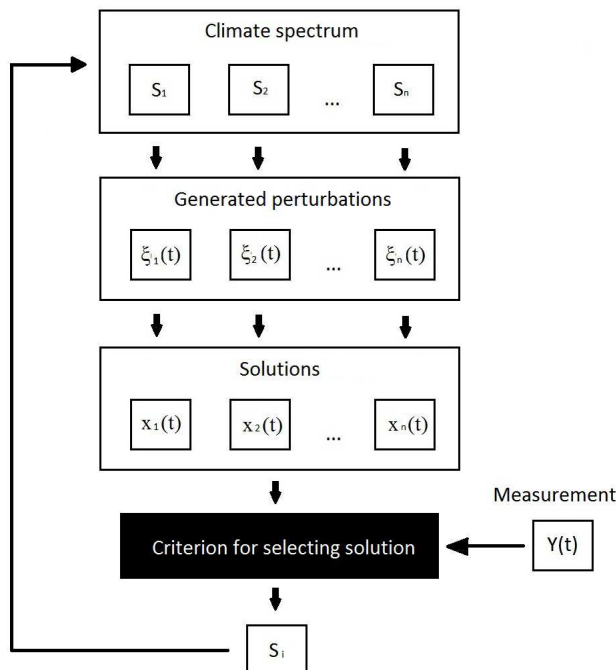 Climate spectrum
S₁ S₂ ... Sₙ
Generated perturbations
ξ₁(t) ξ₂(t) ... ξₙ(t)
Solutions
x₁(t) x₂(t) ... xₙ(t)
Measurement
Criterion for selecting solution Y(t)
Sᵢ